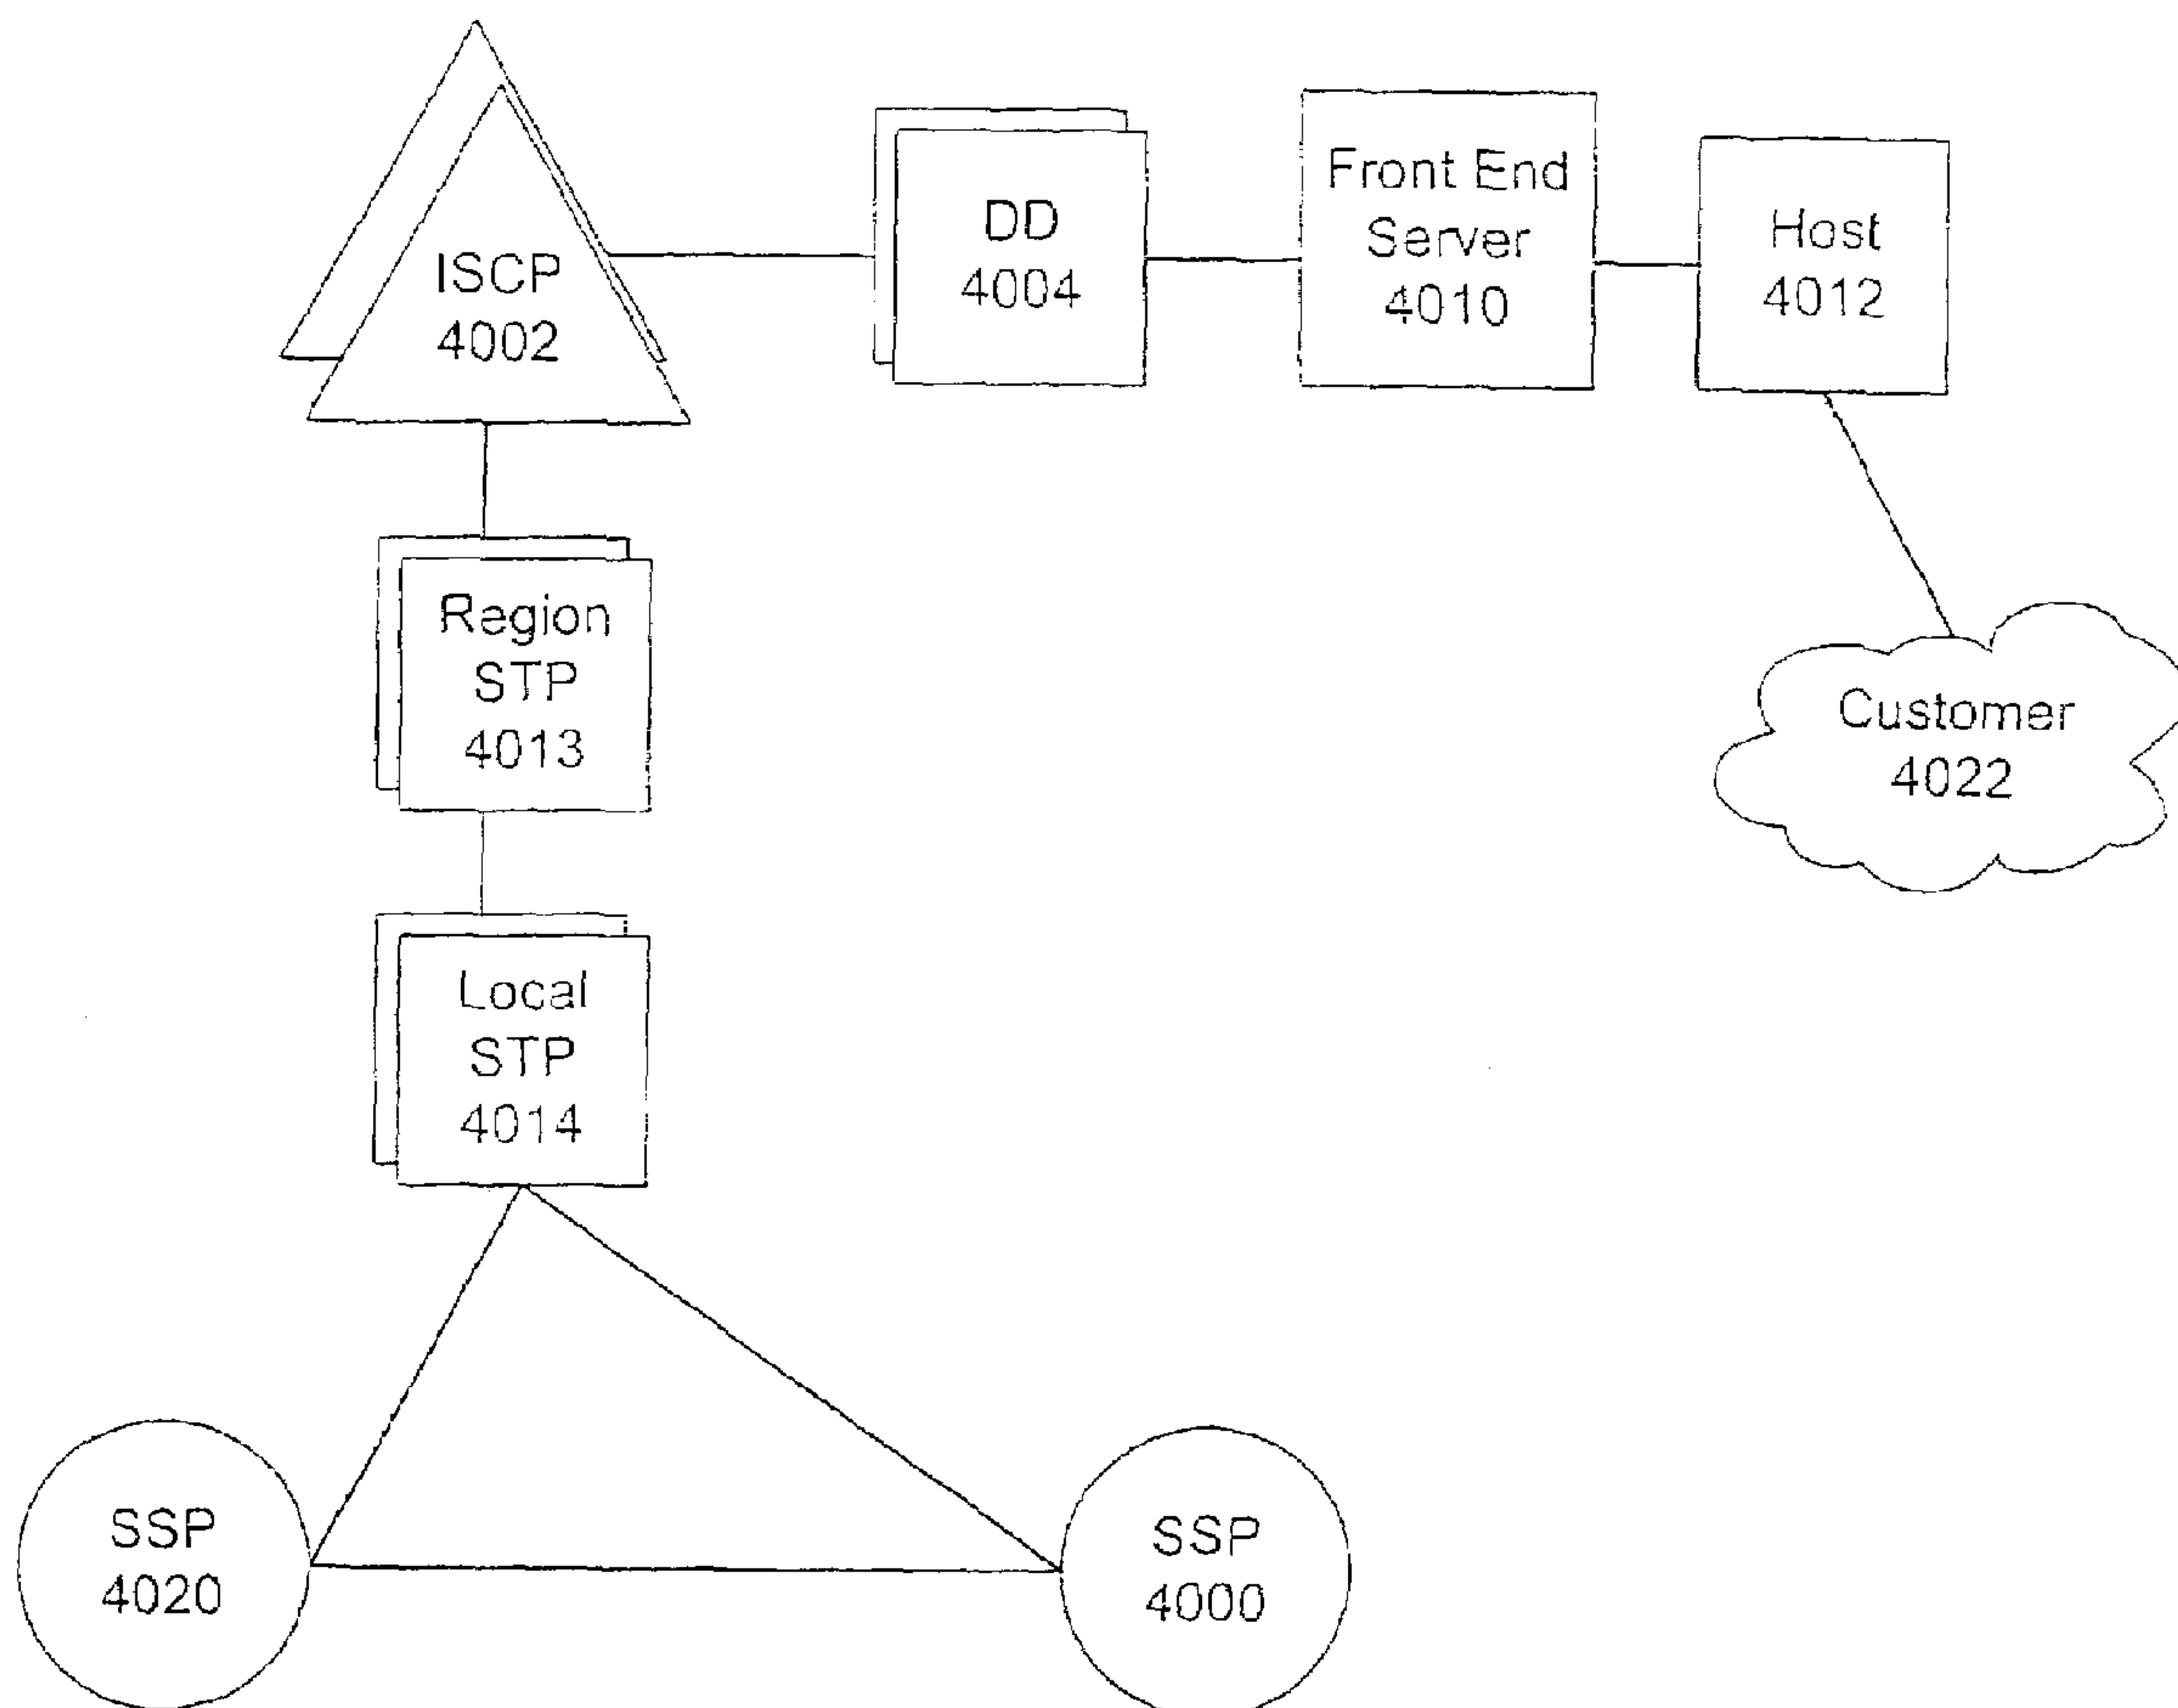 ISCP
4002
DD
4004
Front End
Server
4010
Host
4012
Region
STP
4013
Customer
4022
Local
STP
4014
SSP
4020
SSP
4000